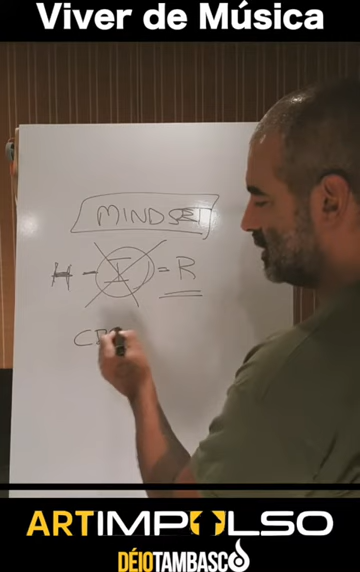 Viver de Música
MINDSET
H - I = R
ARTIMPULSO
DÉIOTAMBASCO